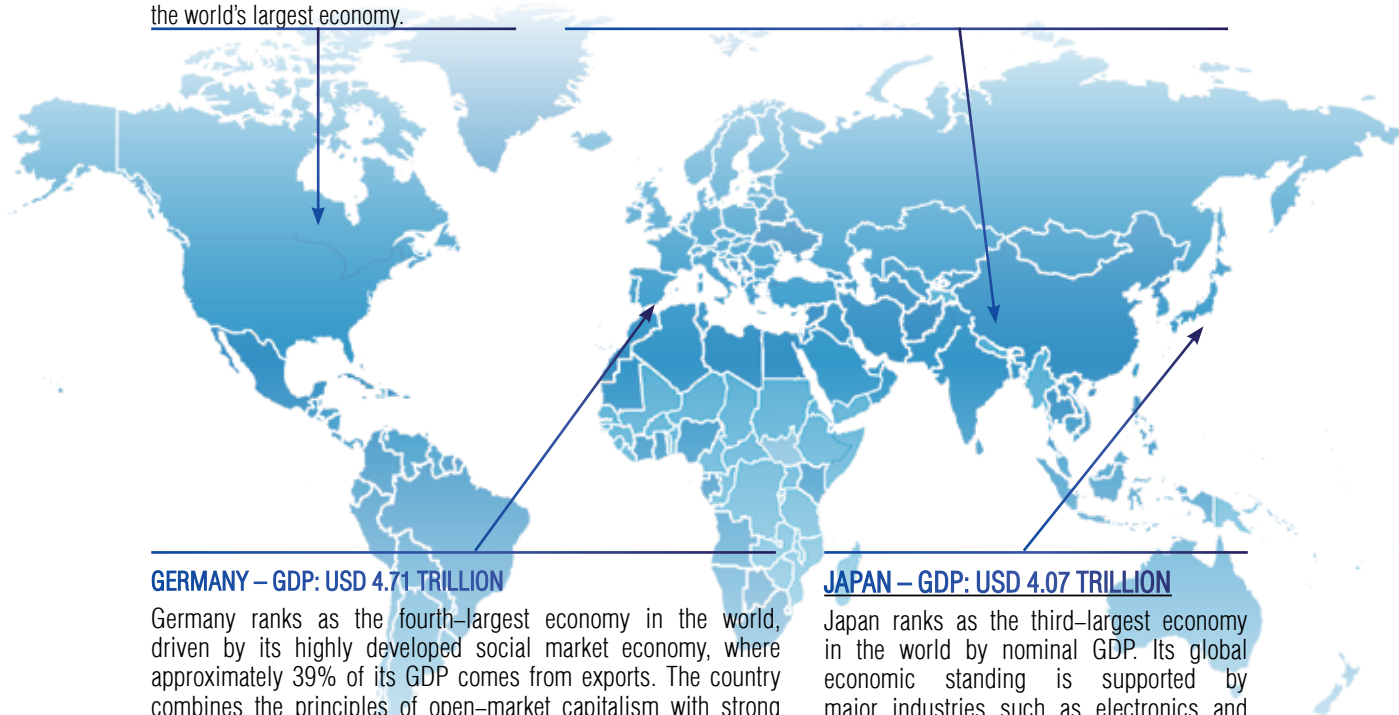 the world's largest economy.
GERMANY – GDP: USD 4.71 TRILLION
Germany ranks as the fourth–largest economy in the world,
driven by its highly developed social market economy, where
approximately 39% of its GDP comes from exports. The country
combines the principles of open–market capitalism with strong
JAPAN – GDP: USD 4.07 TRILLION
Japan ranks as the third–largest economy
in the world by nominal GDP. Its global
economic standing is supported by
major industries such as electronics and